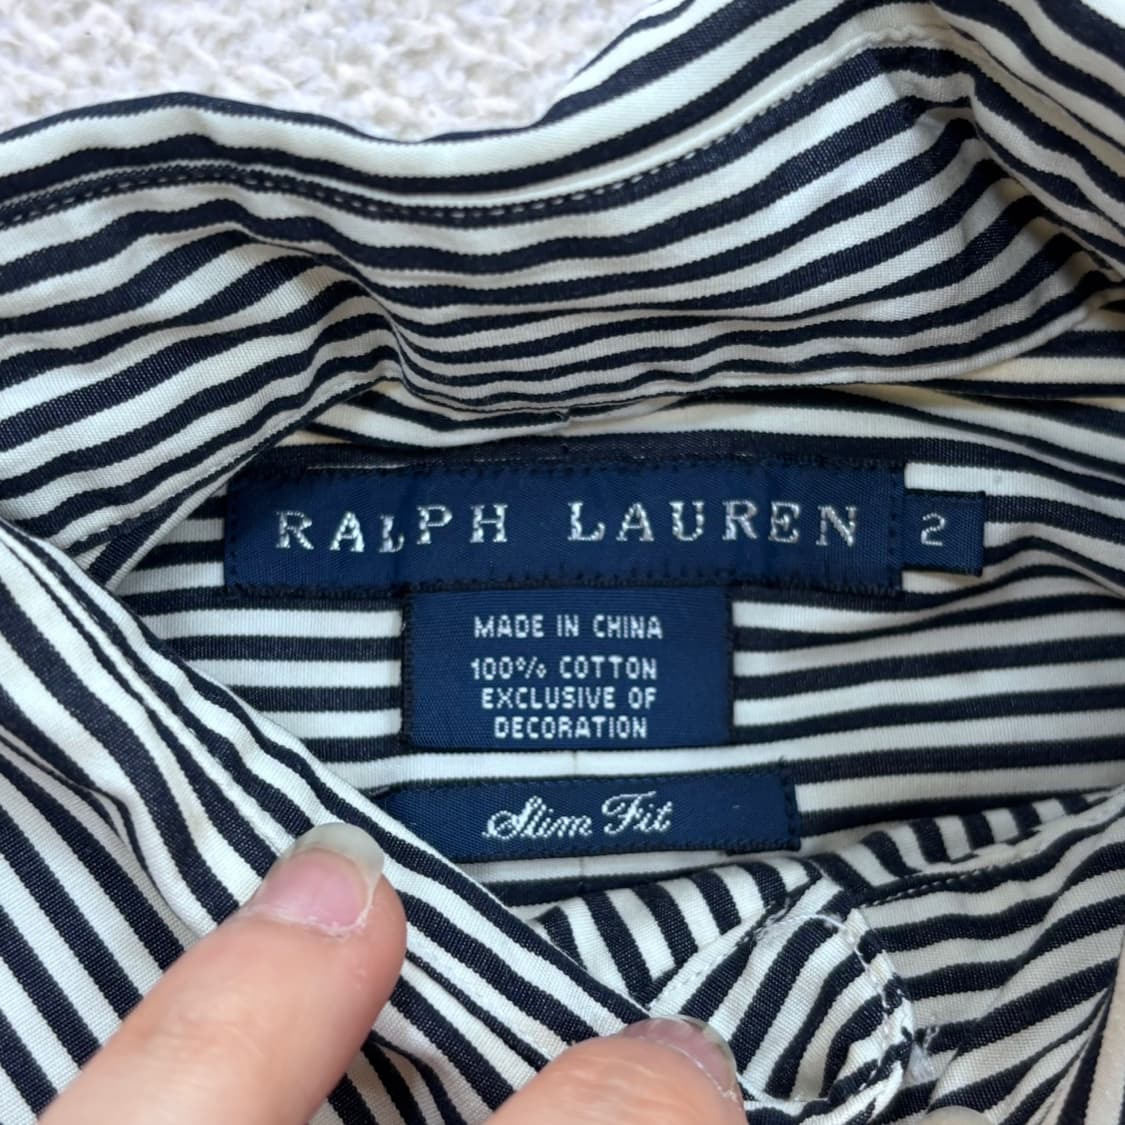 RALPH LAUREN
2
MADE IN CHINA
100% COTTON
EXCLUSIVE OF
DECORATION
Slim Fit